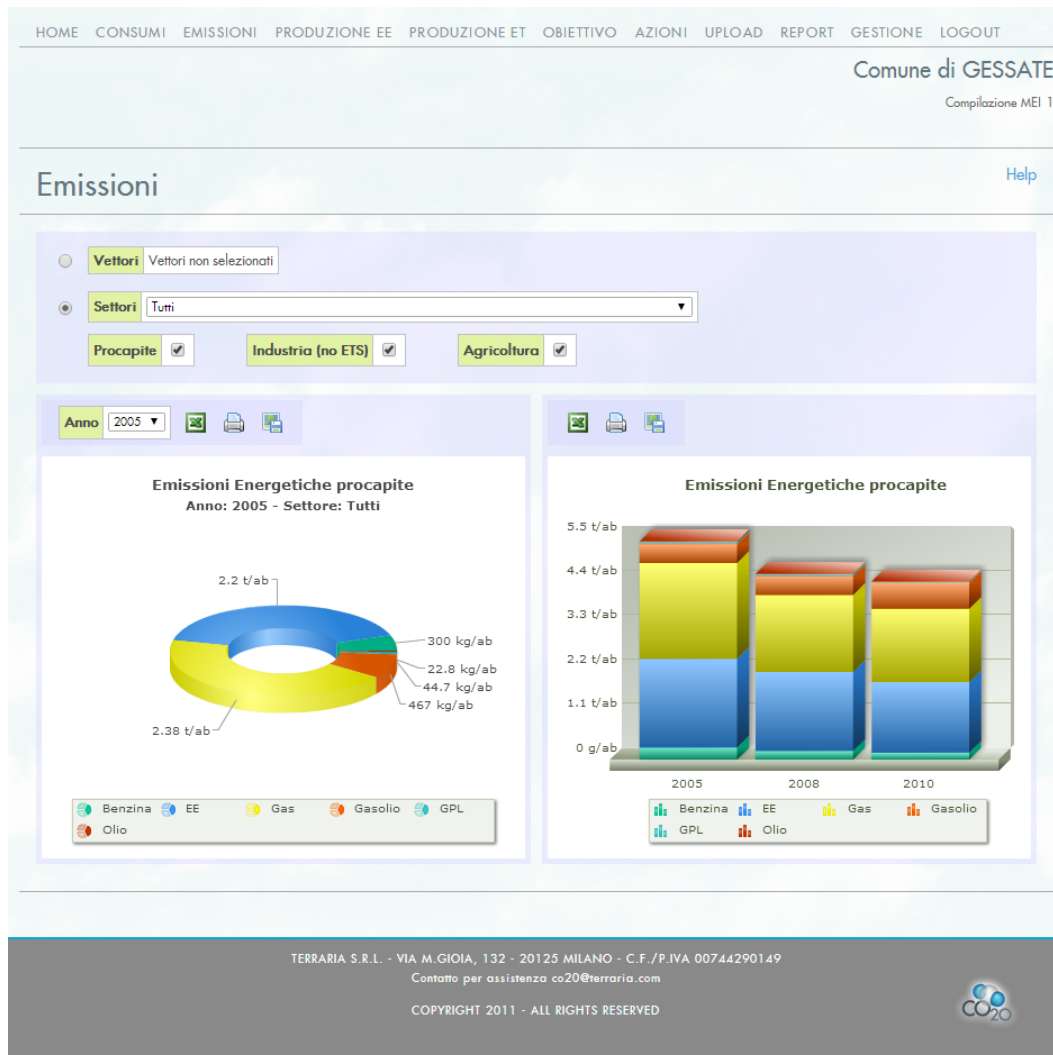 HOME CONSUMI EMISSIONI PRODUZIONE EE PRODUZIONE ET OBIETTIVO AZIONI UPLOAD REPORT GESTIONE LOGOUT
Comune di GESSATE
Compilazione MEI 1
Emissioni
Help
Vettori Vettori non selezionati
Settori Tutti
Procapite Industria (no ETS) Agricoltura
Anno 2005
Emissioni Energetiche procapite
Anno: 2005 - Settore: Tutti
2.2 t/ab
300 kg/ab
22.8 kg/ab
44.7 kg/ab
467 kg/ab
2.38 t/ab
Benzina EE Gas Gasolio GPL
Olio
Emissioni Energetiche procapite
5.5 t/ab
4.4 t/ab
3.3 t/ab
2.2 t/ab
1.1 t/ab
0 g/ab
2005 2008 2010
Benzina EE Gas Gasolio
GPL Olio
TERRARIA S.R.L. - VIA M.GIOIA, 132 - 20125 MILANO - C.F./P.IVA 00744290149
Contatto per assistenza co20@terraria.com
COPYRIGHT 2011 - ALL RIGHTS RESERVED
CO20